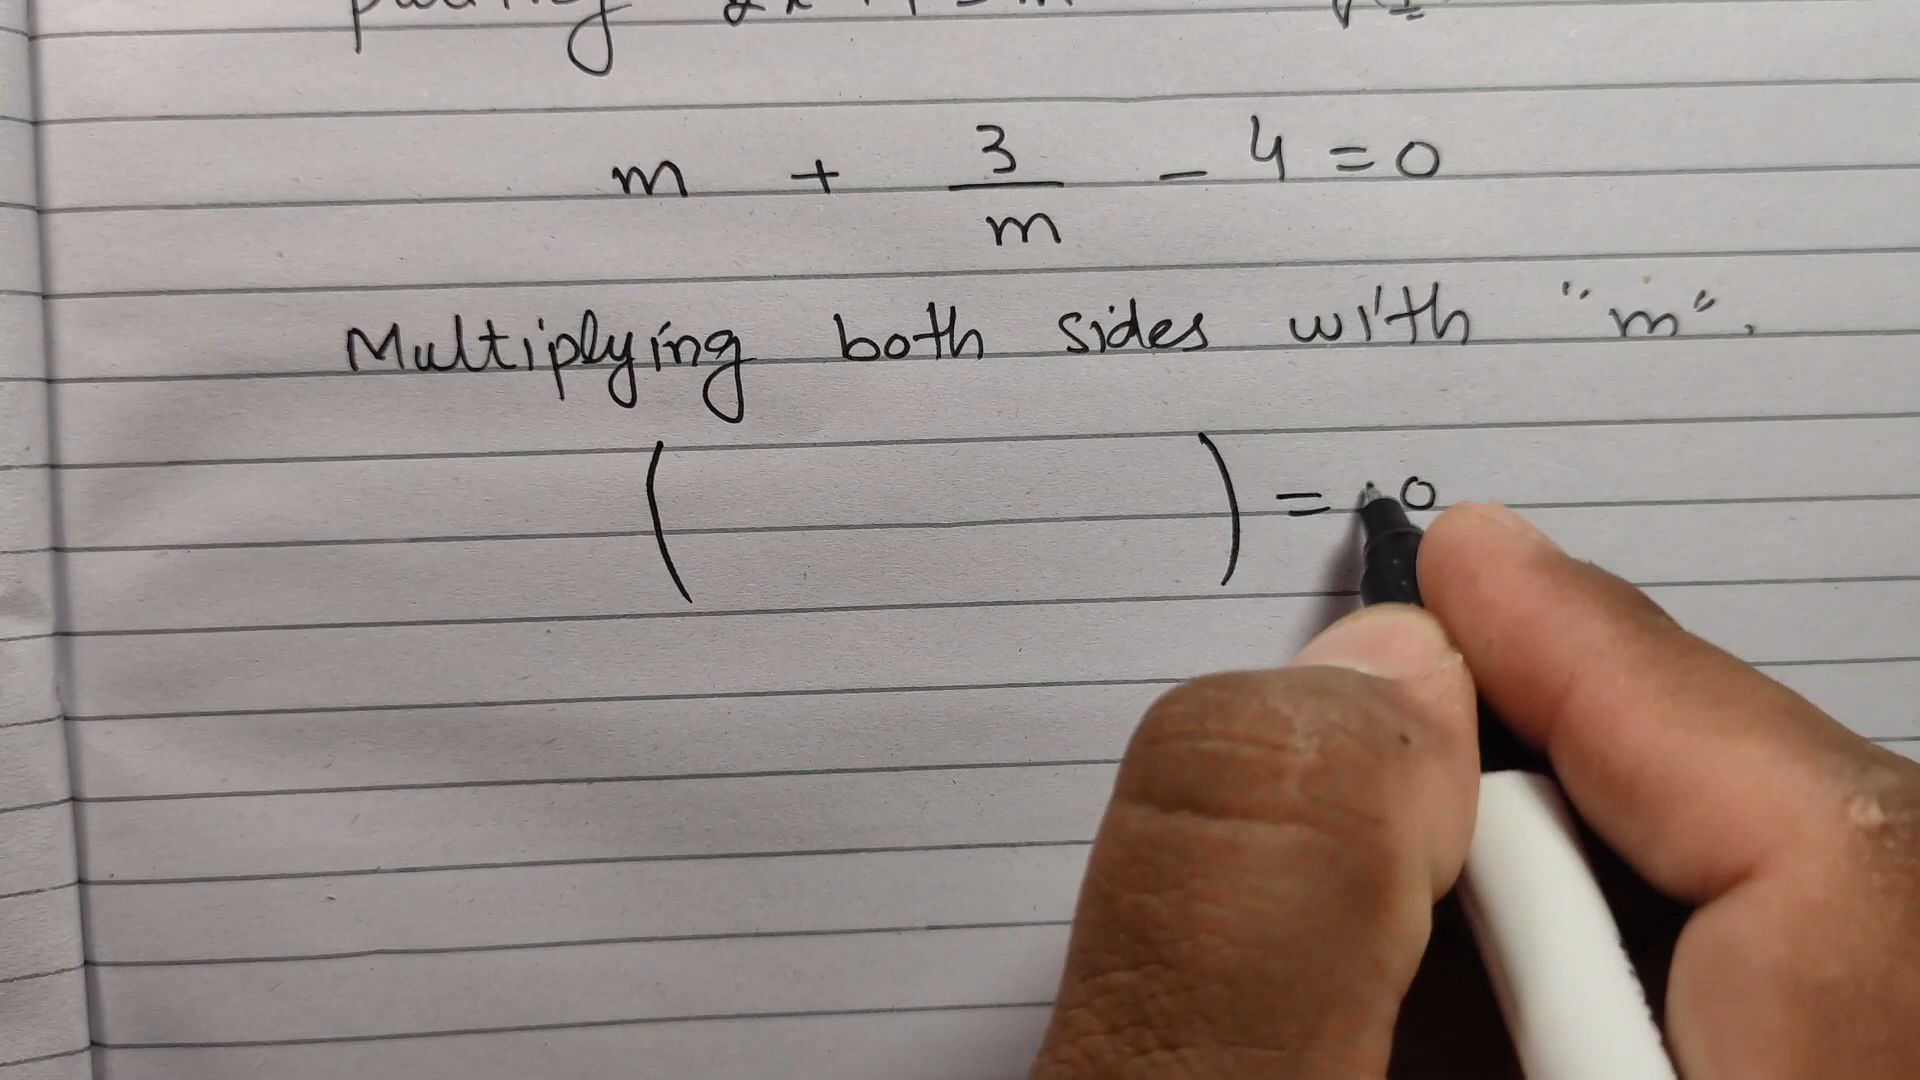 m + 3/m - 4 = 0
Multiplying both sides with "m".
( ) = 0